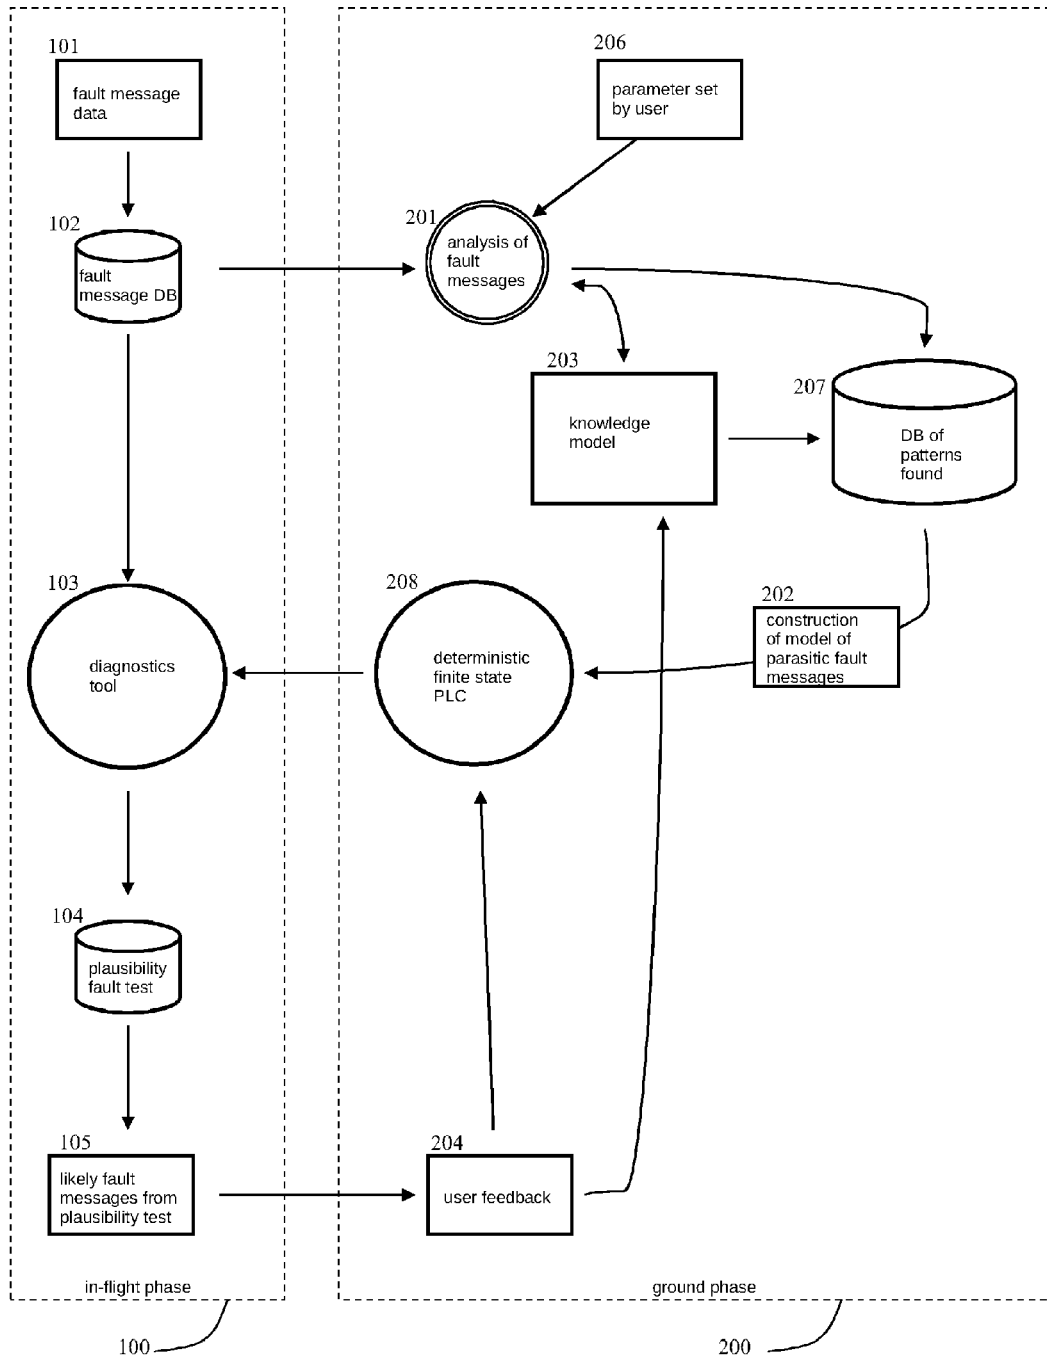 101
fault message
data
102
fault
message DB
103
diagnostics
tool
104
plausibility
fault test
105
likely fault
messages from
plausibility test
in-flight phase
100
206
parameter set
by user
201
analysis of
fault
messages
203
knowledge
model
207
DB of
patterns
found
202
construction
of model of
parasitic fault
messages
208
deterministic
finite state
PLC
204
user feedback
ground phase
200